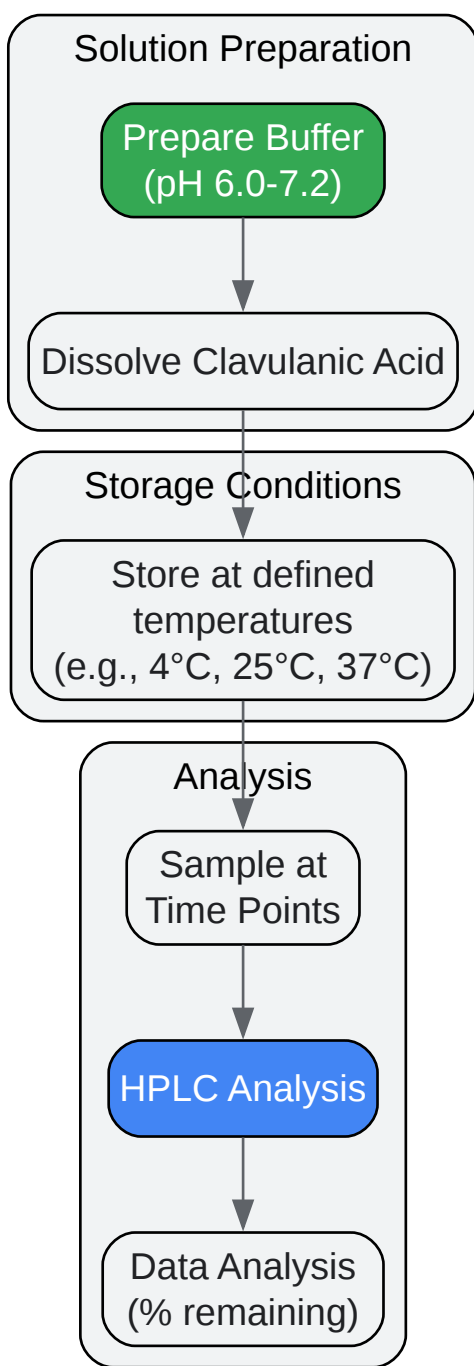 Solution Preparation
Prepare Buffer
(pH 6.0-7.2)
Dissolve Clavulanic Acid
Storage Conditions
Store at defined
temperatures
(e.g., 4°C, 25°C, 37°C)
Analysis
Sample at
Time Points
HPLC Analysis
Data Analysis
(% remaining)